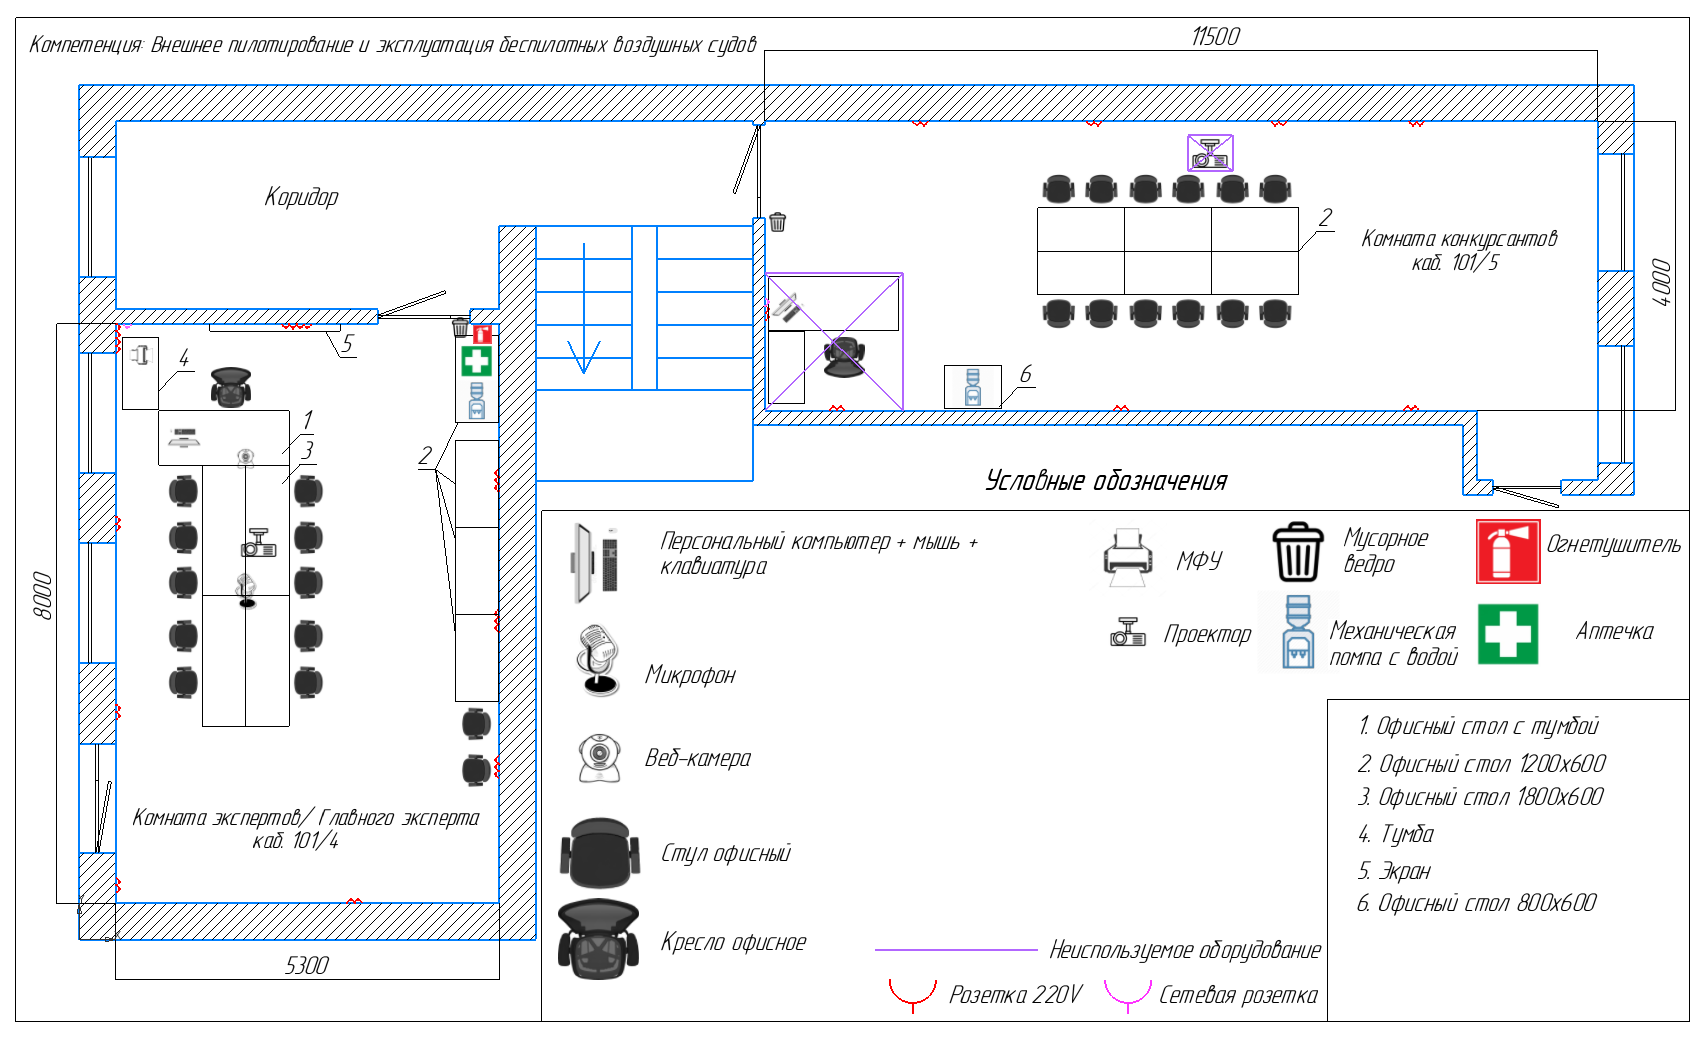 Компетенция: Внешнее пилотирование и эксплуатация беспилотных воздушных судов
11500
Коридор
2
Комната конкурсантов
каб. 101/5
4000
5
4
6
1
3
2
8000
Комната экспертов/ Главного эксперта
каб. 101/4
5300
Условные обозначения
Персональный компьютер + мышь +
клавиатура
Микрофон
Веб-камера
Стул офисный
Кресло офисное
МФУ
Проектор
Мусорное
ведро
Механическая
помпа с водой
Огнетушитель
Аптечка
Неиспользуемое оборудование
Розетка 220V
Сетевая розетка
1. Офисный стол с тумбой
2. Офисный стол 1200х600
3. Офисный стол 1800х600
4. Тумба
5. Экран
6. Офисный стол 800х600